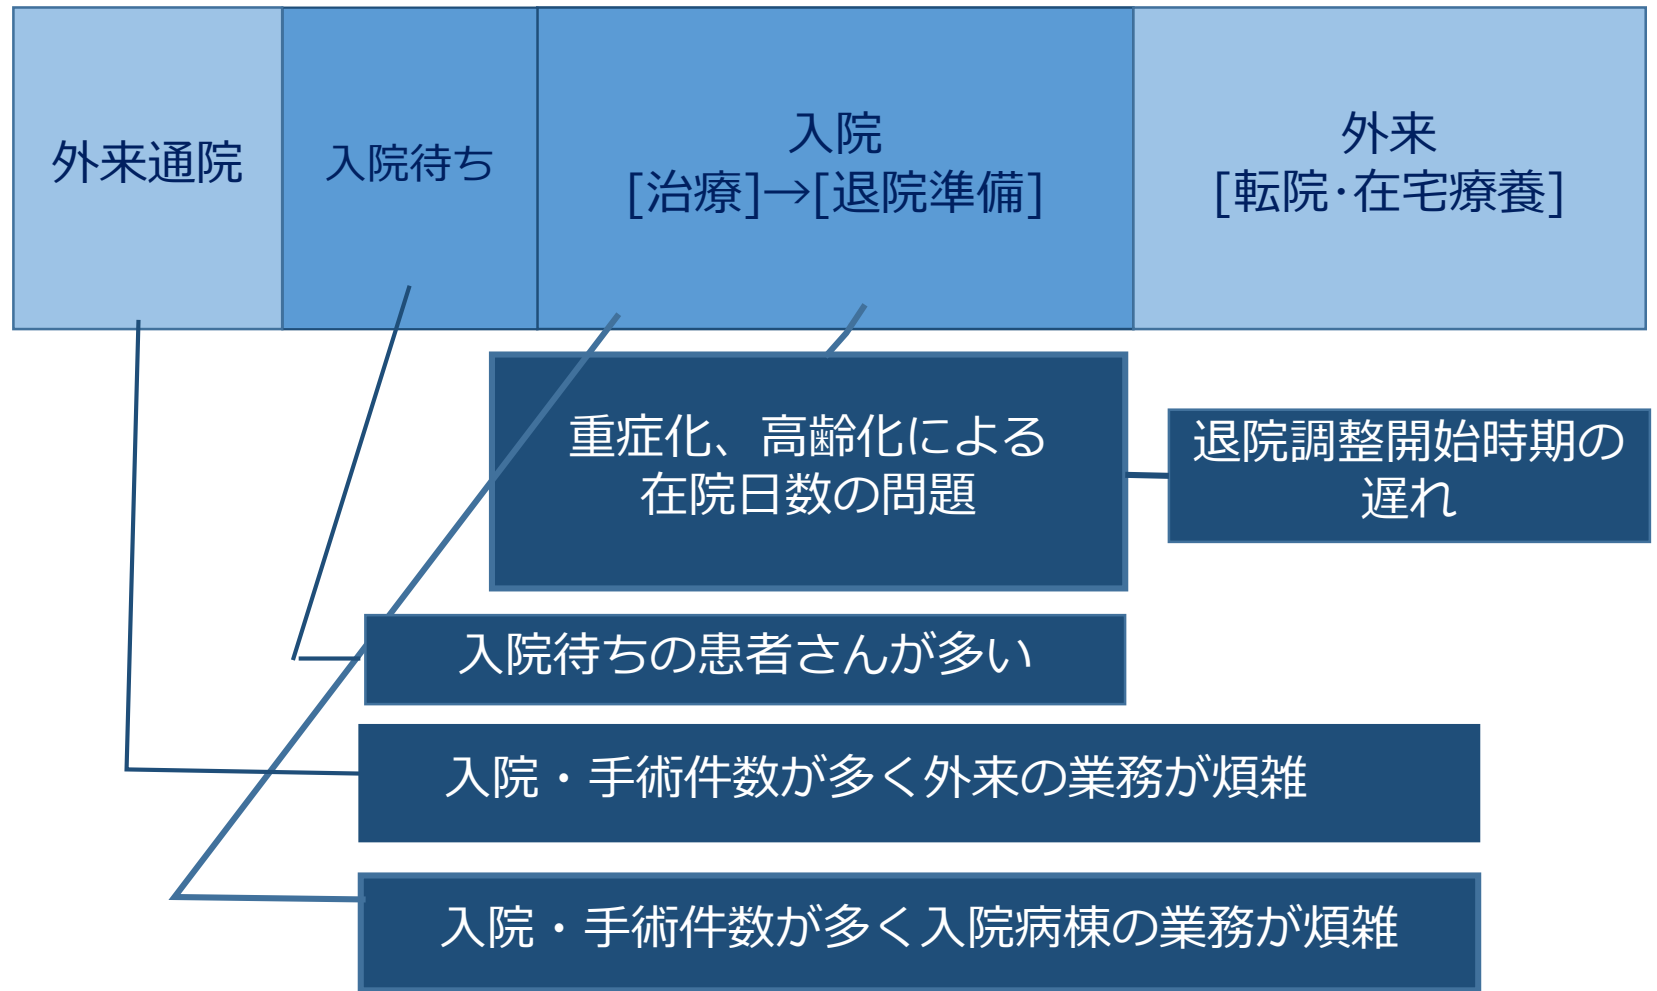 外来通院
入院待ち
入院
[治療]→[退院準備]
外来
[転院･在宅療養]
重症化、高齢化による
在院日数の問題
退院調整開始時期の
遅れ
入院待ちの患者さんが多い
入院・手術件数が多く外来の業務が煩雑
入院・手術件数が多く入院病棟の業務が煩雑